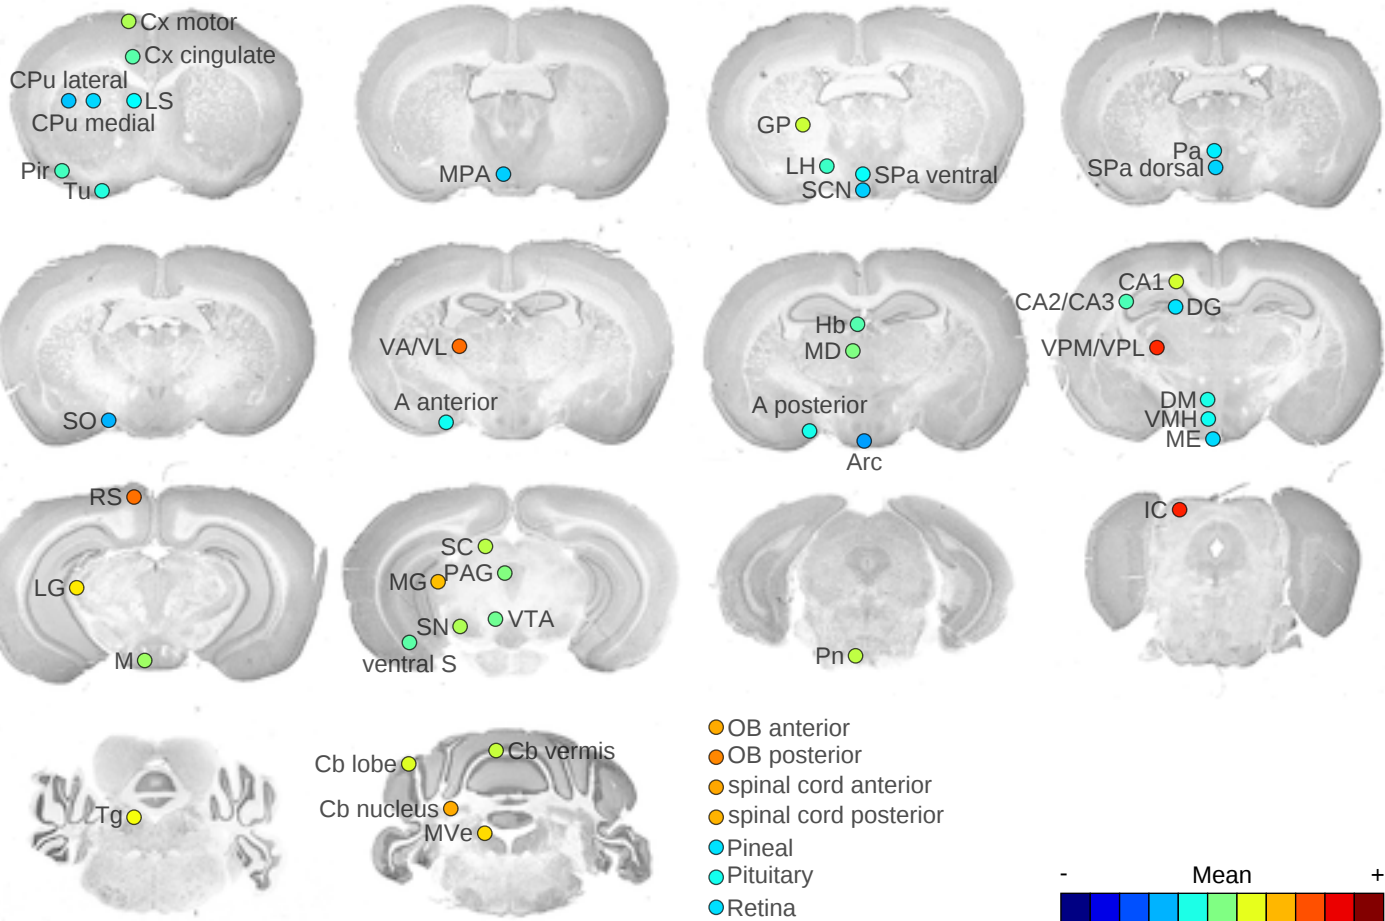 Cx motor
Cx cingulate
CPu lateral
LS
CPu medial
Pir
Tu
MPA
GP
LH
SPa ventral
SCN
Pa
SPa dorsal
SO
VA/VL
A anterior
Hb
MD
A posterior
Arc
CA1
CA2/CA3
DG
VPM/VPL
DM
VMH
ME
RS
LG
M
SC
MG
PAG
SN
VTA
ventral S
Pn
IC
Tg
Cb lobe
Cb vermis
Cb nucleus
MVe
OB anterior
OB posterior
spinal cord anterior
spinal cord posterior
Pineal
Pituitary
Retina
- Mean +